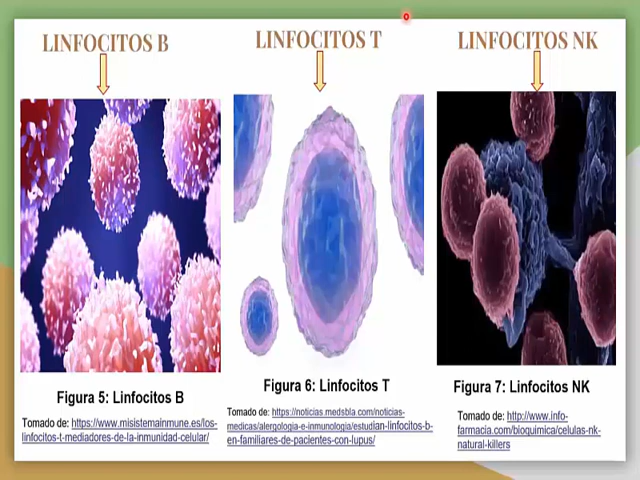 LINFOCITOS B
LINFOCITOS T
LINFOCITOS NK
Figura 5: Linfocitos B
Tomado de: https://www.misistemainmune.es/los-
linfocitos-t-mediadores-de-la-inmunidad-celular/
Figura 6: Linfocitos T
Tomado de: https://noticias.medsbla.com/noticias-
medicas/alergologia-e-inmunologia/estudian-linfocitos-b-
en-familiares-de-pacientes-con-lupus/
Figura 7: Linfocitos NK
Tomado de: http://www.info-
farmacia.com/bioquimica/celulas-nk-
natural-killers